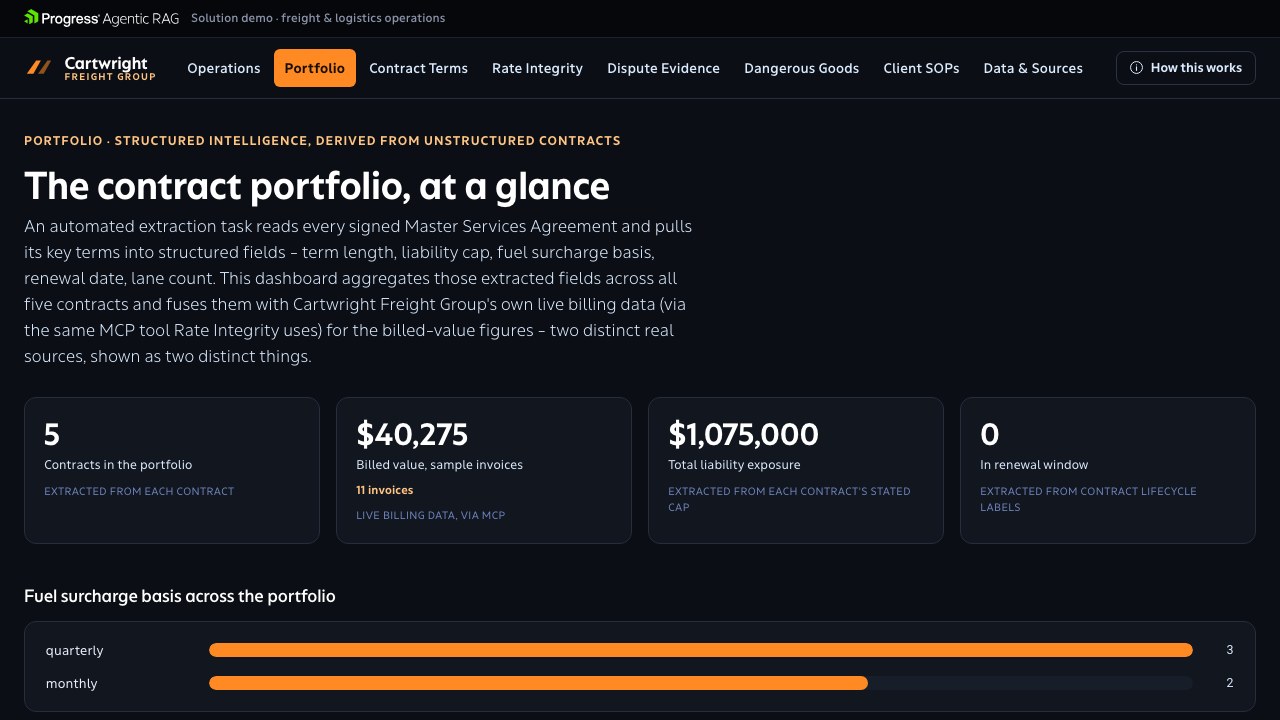 Progress Agentic RAG
Solution demo · freight & logistics operations
Cartwright
FREIGHT GROUP
Operations
Portfolio
Contract Terms
Rate Integrity
Dispute Evidence
Dangerous Goods
Client SOPs
Data & Sources
How this works
PORTFOLIO · STRUCTURED INTELLIGENCE, DERIVED FROM UNSTRUCTURED CONTRACTS
The contract portfolio, at a glance
An automated extraction task reads every signed Master Services Agreement and pulls
its key terms into structured fields – term length, liability cap, fuel surcharge basis,
renewal date, lane count. This dashboard aggregates those extracted fields across all
five contracts and fuses them with Cartwright Freight Group's own live billing data (via
the same MCP tool Rate Integrity uses) for the billed-value figures – two distinct real
sources, shown as two distinct things.
5
Contracts in the portfolio
EXTRACTED FROM EACH CONTRACT
$40,275
Billed value, sample invoices
11 invoices
LIVE BILLING DATA, VIA MCP
$1,075,000
Total liability exposure
EXTRACTED FROM EACH CONTRACT'S STATED
CAP
0
In renewal window
EXTRACTED FROM CONTRACT LIFECYCLE
LABELS
Fuel surcharge basis across the portfolio
quarterly 3
monthly 2